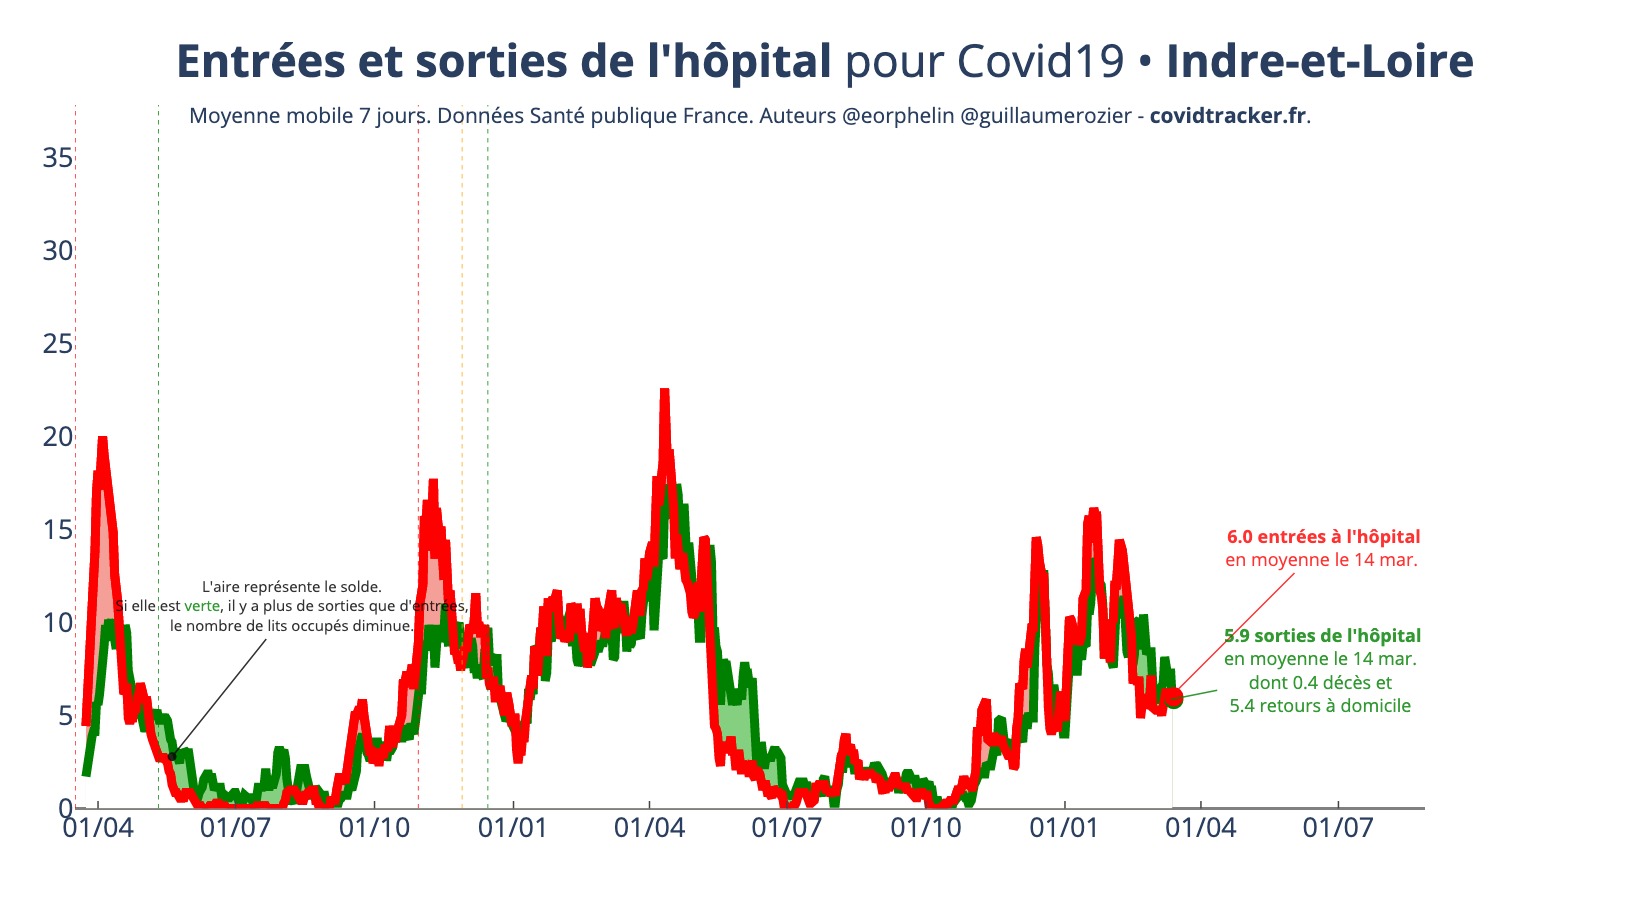 Entrées et sorties de l'hôpital pour Covid19 • Indre-et-Loire
Moyenne mobile 7 jours. Données Santé publique France. Auteurs @eorphelin @guillaumerozier - covidtracker.fr.
35
30
25
20
15
10
5
0
L'aire représente le solde.
Si elle est verte, il y a plus de sorties que d'entrées,
le nombre de lits occupés diminue.
6.0 entrées à l'hôpital
en moyenne le 14 mar.
5.9 sorties de l'hôpital
en moyenne le 14 mar.
dont 0.4 décès et
5.4 retours à domicile
01/04 01/07 01/10 01/01 01/04 01/07 01/10 01/01 01/04 01/07